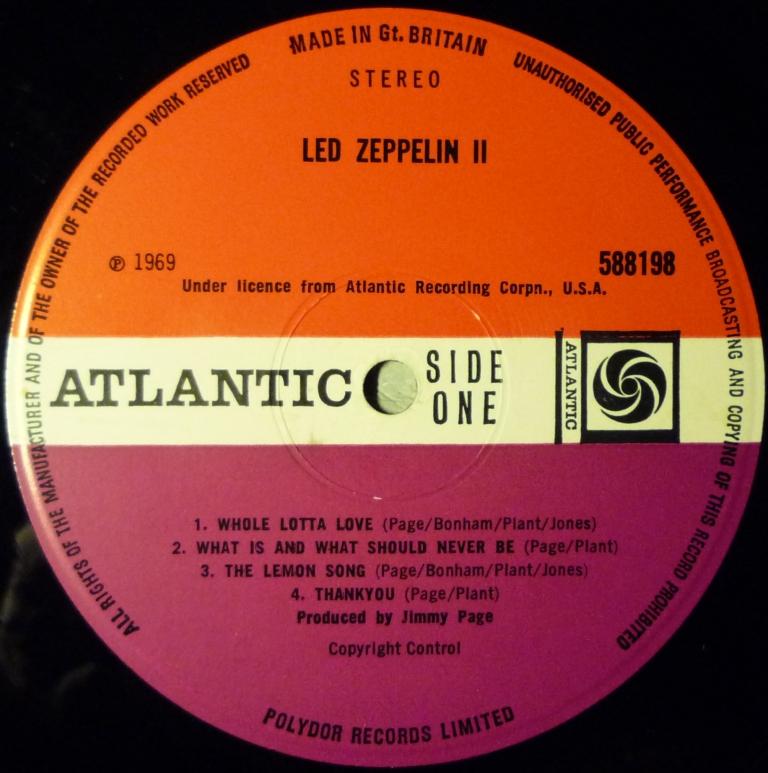 MADE IN Gt. BRITAIN
ALL RIGHTS OF THE MANUFACTURER AND OF THE OWNER OF THE RECORDED WORK RESERVED
UNAUTHORISED PUBLIC PERFORMANCE BROADCASTING AND COPYING OF THIS RECORD PROHIBITED
STEREO
LED ZEPPELIN II
℗ 1969
588198
Under licence from Atlantic Recording Corpn., U.S.A.
ATLANTIC
SIDE
ONE
ATLANTIC
1. WHOLE LOTTA LOVE (Page/Bonham/Plant/Jones)
2. WHAT IS AND WHAT SHOULD NEVER BE (Page/Plant)
3. THE LEMON SONG (Page/Bonham/Plant/Jones)
4. THANKYOU (Page/Plant)
Produced by Jimmy Page
Copyright Control
POLYDOR RECORDS LIMITED